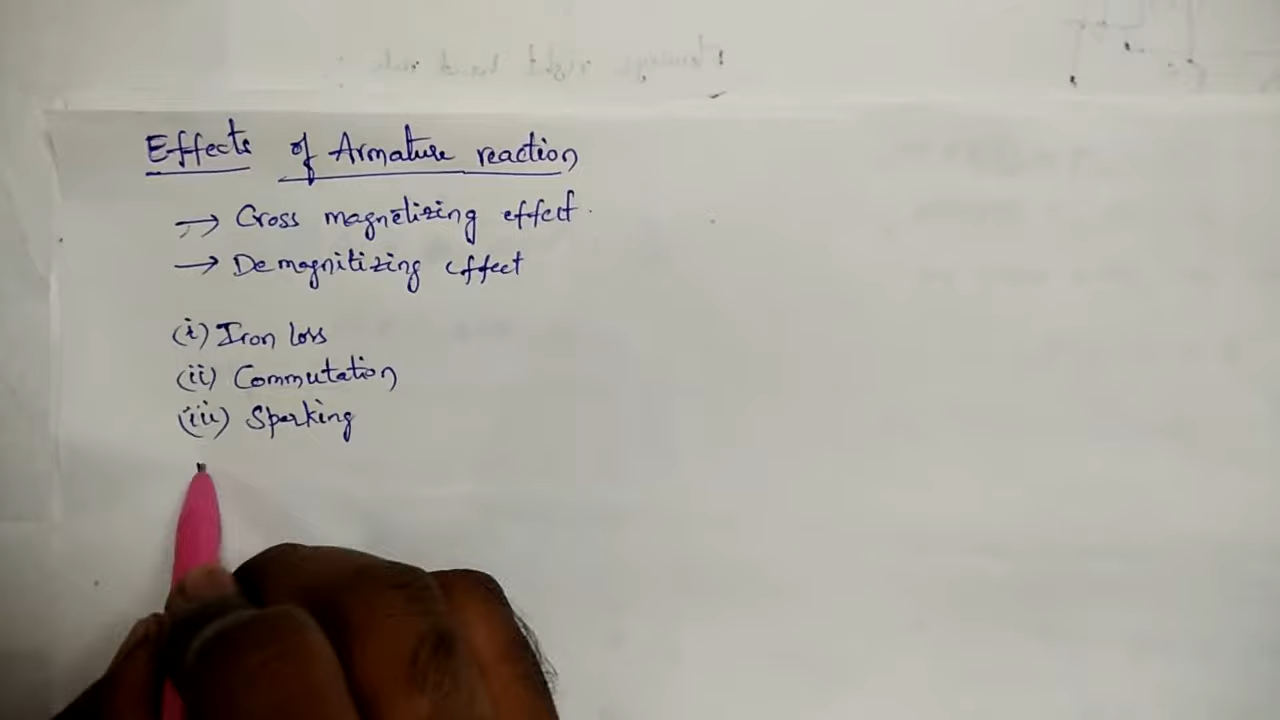 Effects of Armature reaction
→ Cross magnetizing effect.
→ Demagnitizing effect
(i) Iron loss
(ii) Commutation
(iii) Sparking